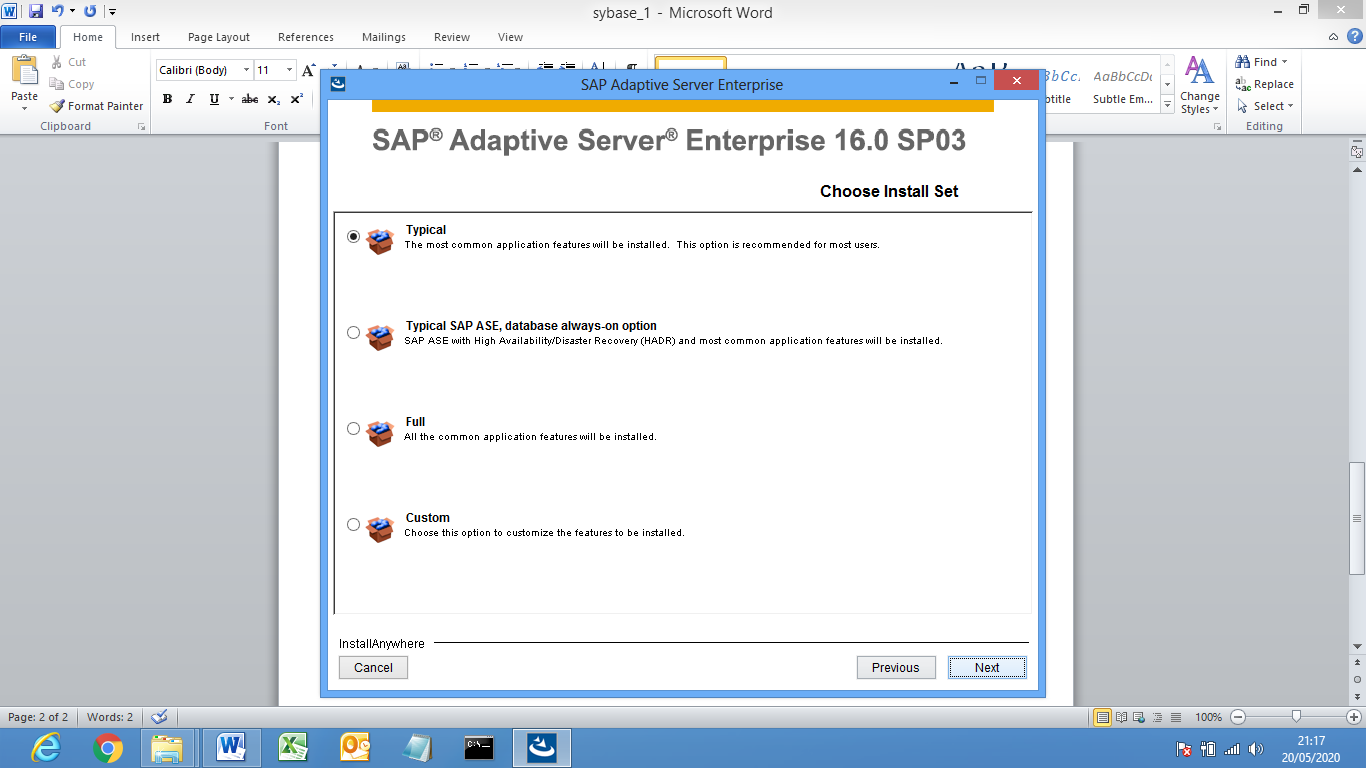 sybase_1 - Microsoft Word
File Home Insert Page Layout References Mailings Review View
Cut
Copy
Format Painter
Paste
Clipboard
Calibri (Body) 11
B I U abc x₂ x²
Font
AaBbCcDc
Subtle Em...
Change
Styles
Find
Replace
Select
Editing
SAP Adaptive Server Enterprise
SAP® Adaptive Server® Enterprise 16.0 SP03
Choose Install Set
Typical
The most common application features will be installed. This option is recommended for most users.
Typical SAP ASE, database always-on option
SAP ASE with High Availability/Disaster Recovery (HADR) and most common application features will be installed.
Full
All the common application features will be installed.
Custom
Choose this option to customize the features to be installed.
InstallAnywhere
Cancel Previous Next
Page: 2 of 2 Words: 2 100%
21:17
20/05/2020